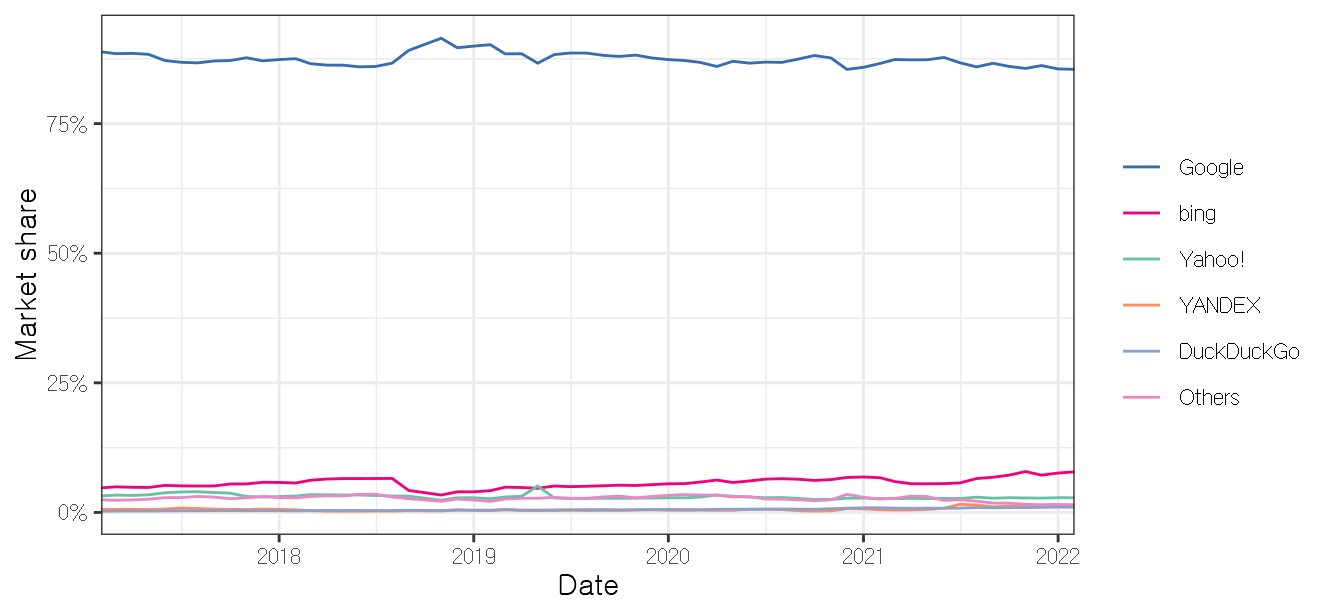 Market share
75%
50%
25%
0%
2018
2019
2020
2021
2022
Date
Google
bing
Yahoo!
YANDEX
DuckDuckGo
Others